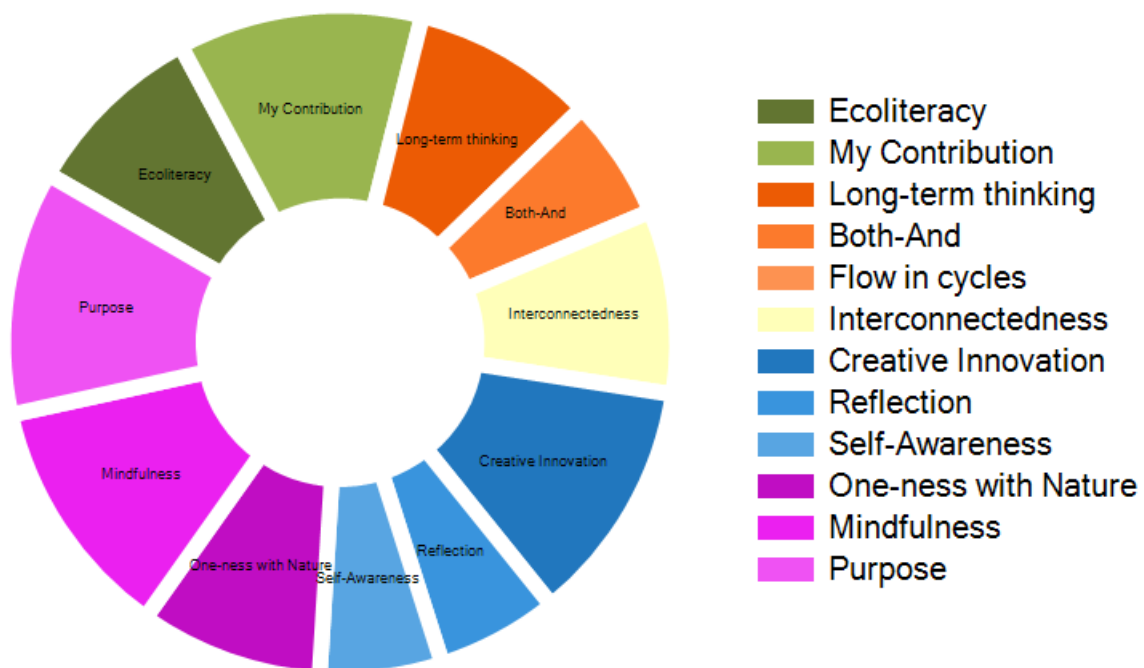 My Contribution
Long-term thinking
Ecoliteracy
Both-And
Purpose
Interconnectedness
Mindfulness
Creative Innovation
Reflection
One-ness with Nature
Self-Awareness
Ecoliteracy
My Contribution
Long-term thinking
Both-And
Flow in cycles
Interconnectedness
Creative Innovation
Reflection
Self-Awareness
One-ness with Nature
Mindfulness
Purpose